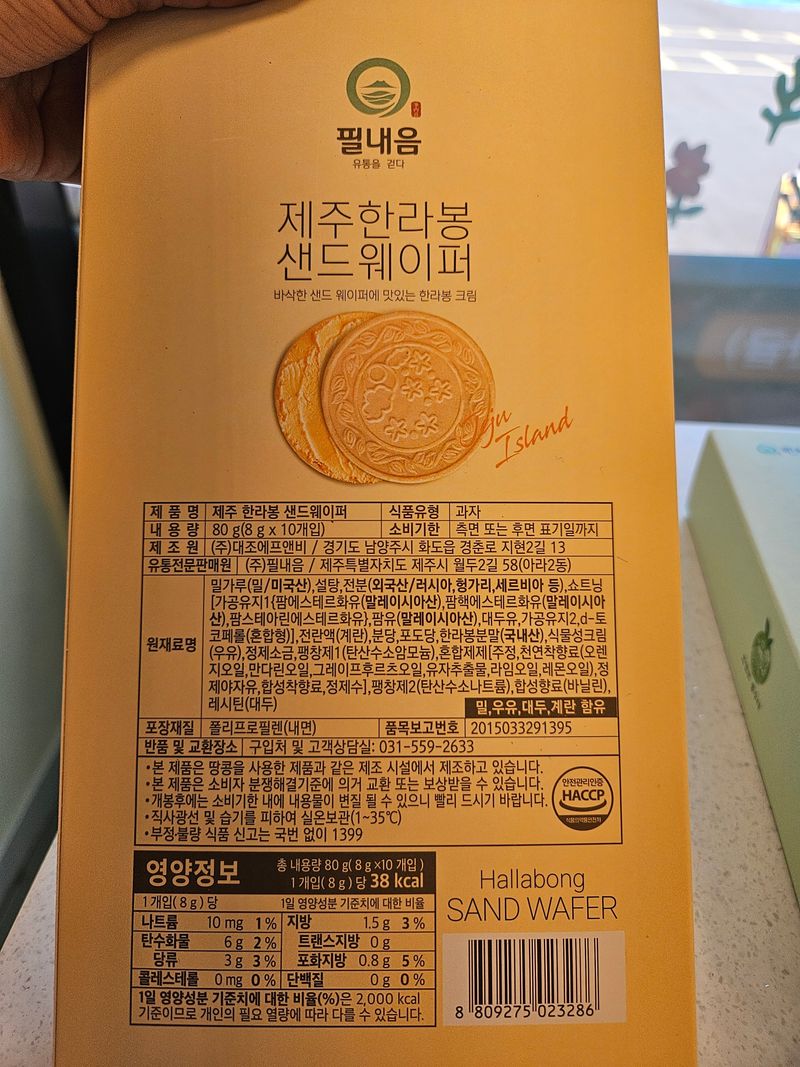 필내음
유통을 걷다
제주한라봉
샌드웨이퍼
바삭한 샌드 웨이퍼에 맛있는 한라봉 크림
Jeju
Island
제 품 명 제주 한라봉 샌드웨이퍼 식품유형 과자
내 용 량 80 g(8 g x 10개입) 소비기한 측면 또는 후면 표기일까지
제 조 원 (주)대조에프앤비 / 경기도 남양주시 화도읍 경춘로 지현2길 13
유통전문판매원 (주)필내음 / 제주특별자치도 제주시 월두2길 58(아라2동)
원재료명
밀가루(밀/미국산),설탕,전분(외국산/러시아,헝가리,세르비아 등),쇼트닝
[가공유지1{팜에스테르화유(말레이시아산),팜핵에스테르화유(말레이시아
산),팜스테아린에스테르화유},팜유(말레이시아산),대두유,가공유지2,d-토
코페롤(혼합형)],전란액(계란),분당,포도당,한라봉분말(국내산),식물성크림
(우유),정제소금,팽창제1(탄산수소암모늄),혼합제제[주정,천연착향료(오렌
지오일,만다린오일,그레이프후르츠오일,유자추출물,라임오일,레몬오일),정
제야자유,합성착향료,정제수],팽창제2(탄산수소나트륨),합성향료(바닐린),
레시틴(대두)
밀,우유,대두,계란 함유
포장재질 폴리프로필렌(내면) 품목보고번호 2015033291395
반품 및 교환장소 구입처 및 고객상담실: 031-559-2633
•본 제품은 땅콩을 사용한 제품과 같은 제조 시설에서 제조하고 있습니다.
•본 제품은 소비자 분쟁해결기준에 의거 교환 또는 보상받을 수 있습니다.
•개봉후에는 소비기한 내에 내용물이 변질 될 수 있으니 빨리 드시기 바랍니다.
•직사광선 및 습기를 피하여 실온보관(1~35℃)
•부정·불량 식품 신고는 국번 없이 1399
안전관리인증
HACCP
식품의약품안전처
영양정보
총 내용량 80 g( 8 g ×10 개입 )
1 개입( 8 g ) 당 38 kcal
1 개입( 8 g ) 당 1일 영양성분 기준치에 대한 비율
나트륨 10 mg 1 % 지방 1.5 g 3 %
탄수화물 6 g 2 % 트랜스지방 0 g
당류 3 g 3 % 포화지방 0.8 g 5 %
콜레스테롤 0 mg 0 % 단백질 0 g 0 %
1일 영양성분 기준치에 대한 비율(%)은 2,000 kcal
기준이므로 개인의 필요 열량에 따라 다를 수 있습니다.
Hallabong
SAND WAFER
8 809275 023286